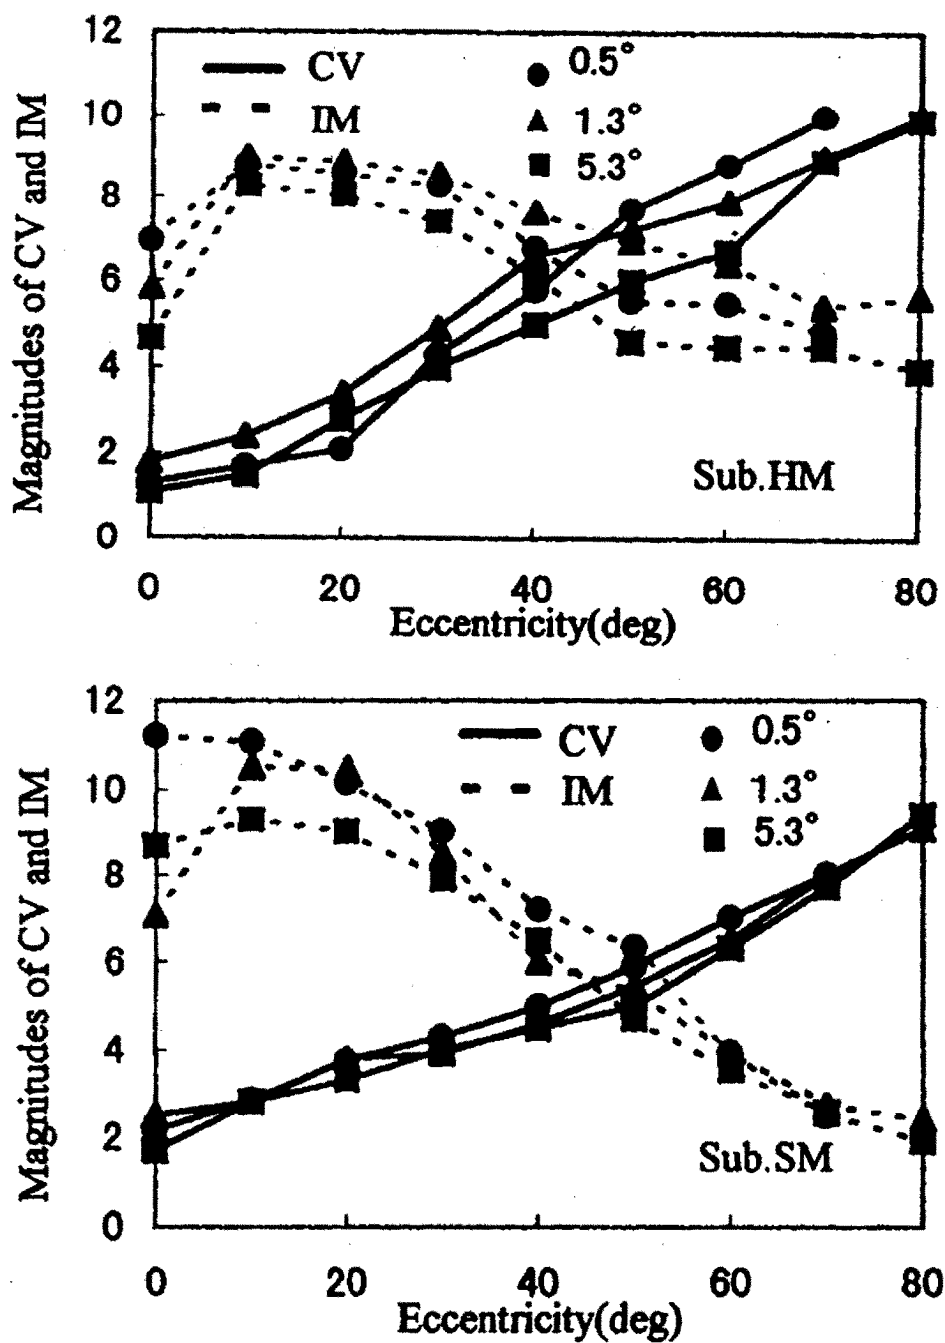 12
10
8
6
4
2
0
Magnitudes of CV and IM
CV
IM
0.5°
1.3°
5.3°
Sub.HM
0 20 40 60 80
Eccentricity(deg)
12
10
8
6
4
2
0
Magnitudes of CV and IM
CV
IM
0.5°
1.3°
5.3°
Sub.SM
0 20 40 60 80
Eccentricity(deg)